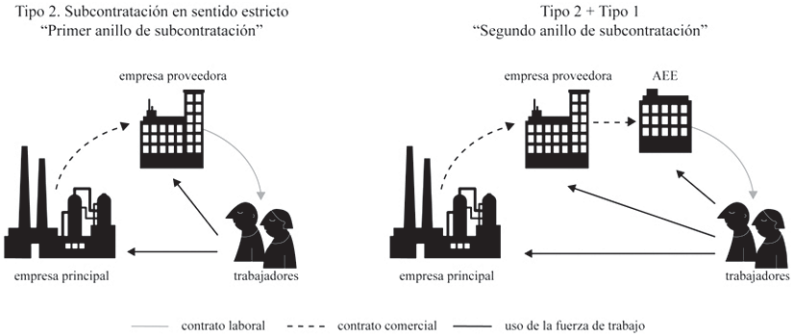 Tipo 2. Subcontratación en sentido estricto
“Primer anillo de subcontratación”
empresa proveedora
empresa principal
trabajadores
Tipo 2 + Tipo 1
“Segundo anillo de subcontratación”
empresa proveedora
AEE
empresa principal
trabajadores
contrato laboral
contrato comercial
uso de la fuerza de trabajo